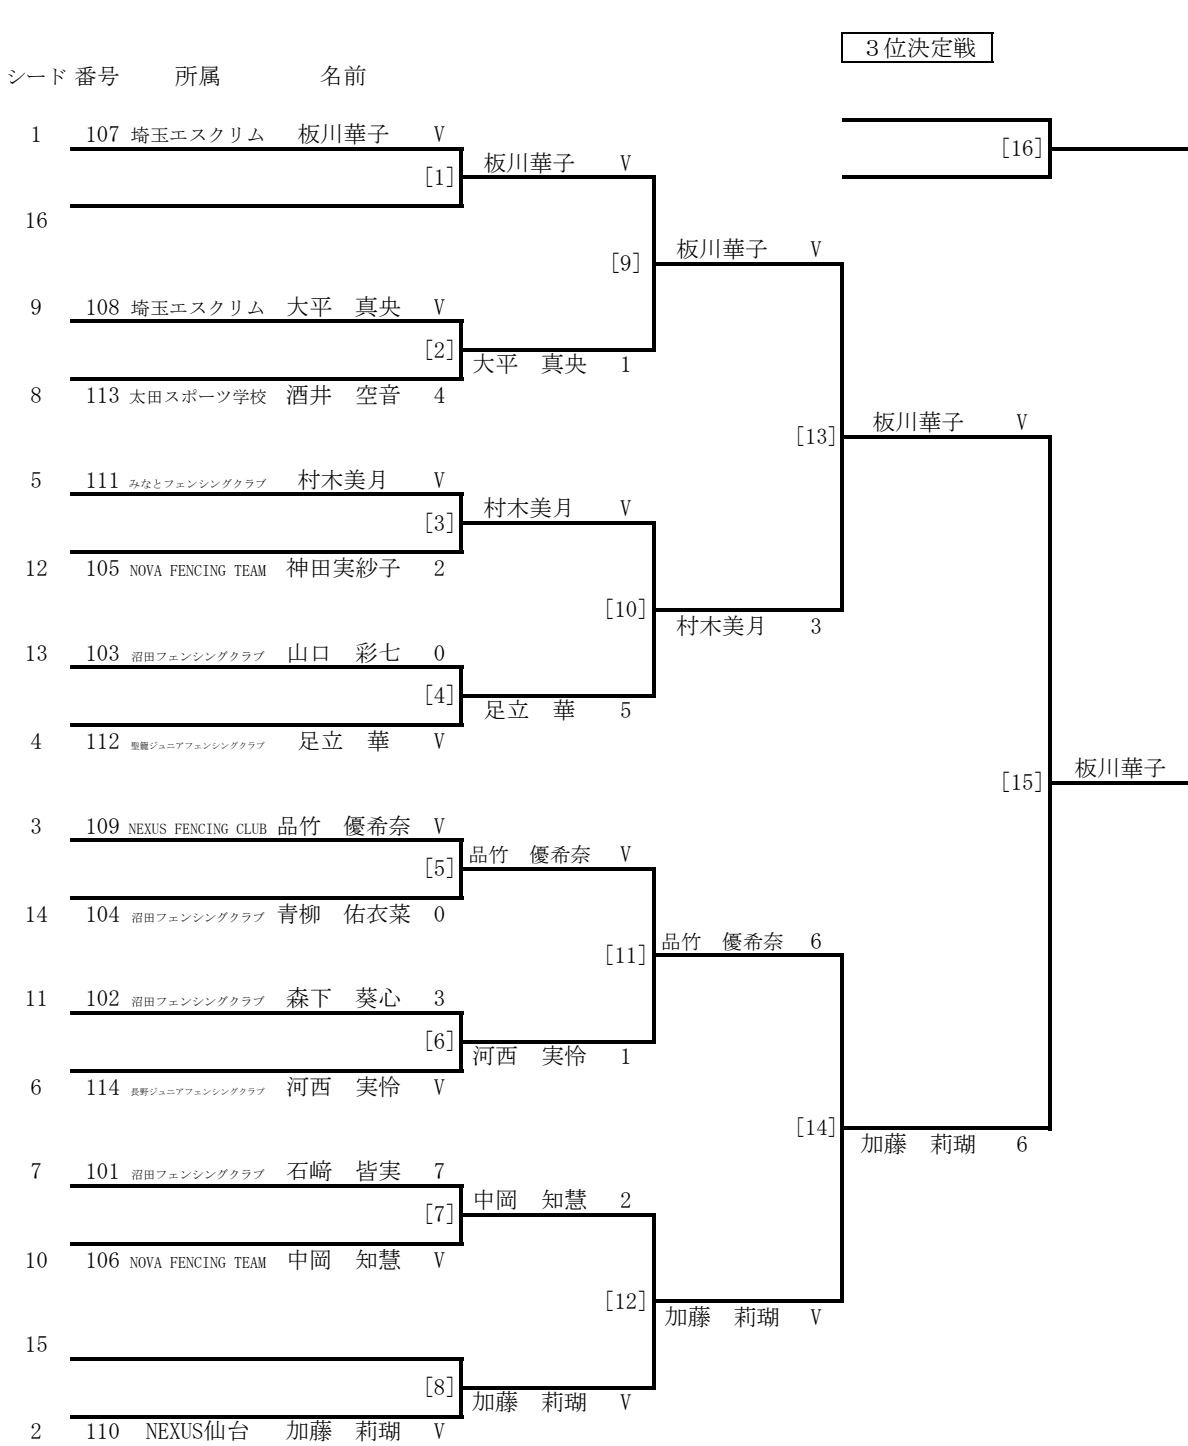 ３位決定戦
シード 番号 所属 名前
1 107 埼玉エスクリム 板川華子 V
[16]
板川華子 V
[1]
16
板川華子 V
[9]
9 108 埼玉エスクリム 大平 真央 V
[2]
大平 真央 1
8 113 太田スポーツ学校 酒井 空音 4
板川華子 V
[13]
5 111 みなとフェンシングクラブ 村木美月 V
村木美月 V
[3]
12 105 NOVA FENCING TEAM 神田実紗子 2
[10]
村木美月 3
13 103 沼田フェンシングクラブ 山口 彩七 0
[4]
足立 華 5
4 112 聖籠ジュニアフェンシングクラブ 足立 華 V
板川華子
[15]
3 109 NEXUS FENCING CLUB 品竹 優希奈 V
品竹 優希奈 V
[5]
14 104 沼田フェンシングクラブ 青柳 佑衣菜 0
品竹 優希奈 6
[11]
11 102 沼田フェンシングクラブ 森下 葵心 3
[6]
河西 実怜 1
6 114 長野ジュニアフェンシングクラブ 河西 実怜 V
[14]
加藤 莉瑚 6
7 101 沼田フェンシングクラブ 石﨑 皆実 7
中岡 知慧 2
[7]
10 106 NOVA FENCING TEAM 中岡 知慧 V
[12]
加藤 莉瑚 V
15
[8]
加藤 莉瑚 V
2 110 NEXUS仙台 加藤 莉瑚 V